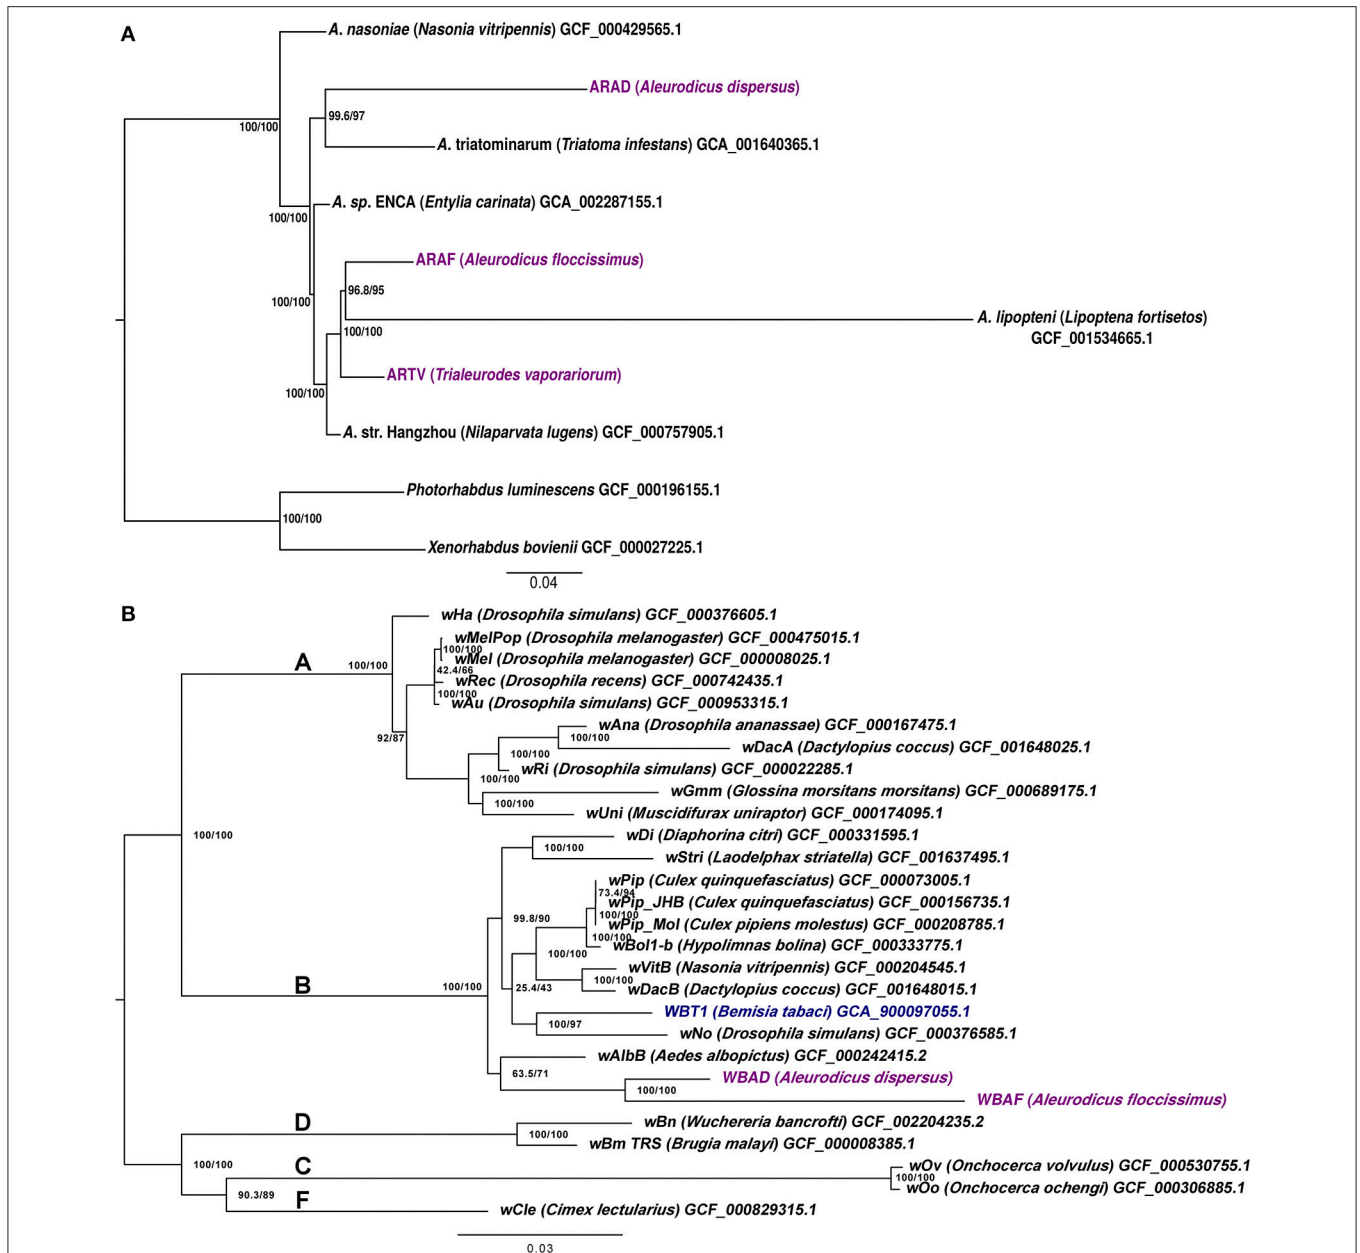 A
A. nasoniae (Nasonia vitripennis) GCF_000429565.1
ARAD (Aleurodicus dispersus)
99.6/97
100/100
A. triatominarum (Triatoma infestans) GCA_001640365.1
A. sp. ENCA (Entylia carinata) GCA_002287155.1
100/100
ARAF (Aleurodicus floccissimus)
96.8/95
100/100
A. lipopteni (Lipoptena fortisetos)
GCF_001534665.1
100/100
ARTV (Trialeurodes vaporariorum)
100/100
A. str. Hangzhou (Nilaparvata lugens) GCF_000757905.1
Photorhabdus luminescens GCF_000196155.1
100/100
Xenorhabdus bovienii GCF_000027225.1
0.04
B
wHa (Drosophila simulans) GCF_000376605.1
wMelPop (Drosophila melanogaster) GCF_000475015.1
100/100
A
100/100
wMel (Drosophila melanogaster) GCF_000008025.1
42.4/66
wRec (Drosophila recens) GCF_000742435.1
100/100
wAu (Drosophila simulans) GCF_000953315.1
wAna (Drosophila ananassae) GCF_000167475.1
92/87
100/100
wDacA (Dactylopius coccus) GCF_001648025.1
100/100
wRi (Drosophila simulans) GCF_000022285.1
100/100
wGmm (Glossina morsitans morsitans) GCF_000689175.1
100/100
wUni (Muscidifurax uniraptor) GCF_000174095.1
100/100
wDi (Diaphorina citri) GCF_000331595.1
100/100
wStri (Laodelphax striatella) GCF_001637495.1
wPip (Culex quinquefasciatus) GCF_000073005.1
73.4/94
wPip_JHB (Culex quinquefasciatus) GCF_000156735.1
99.8/90
100/100
wPip_Mol (Culex pipiens molestus) GCF_000208785.1
100/100
wBol1-b (Hypolimnas bolina) GCF_000333775.1
100/100
wVitB (Nasonia vitripennis) GCF_000204545.1
100/100
B
100/100
25.4/43
wDacB (Dactylopius coccus) GCF_001648015.1
WBT1 (Bemisia tabaci) GCA_900097055.1
100/97
wNo (Drosophila simulans) GCF_000376585.1
wAlbB (Aedes albopictus) GCF_000242415.2
63.5/71
WBAD (Aleurodicus dispersus)
100/100
WBAF (Aleurodicus floccissimus)
D
wBn (Wuchereria bancrofti) GCF_002204235.2
100/100
wBm TRS (Brugia malayi) GCF_000008385.1
100/100
C
wOv (Onchocerca volvulus) GCF_000530755.1
100/100
wOo (Onchocerca ochengi) GCF_000306885.1
90.3/89
F
wCle (Cimex lectularius) GCF_000829315.1
0.03